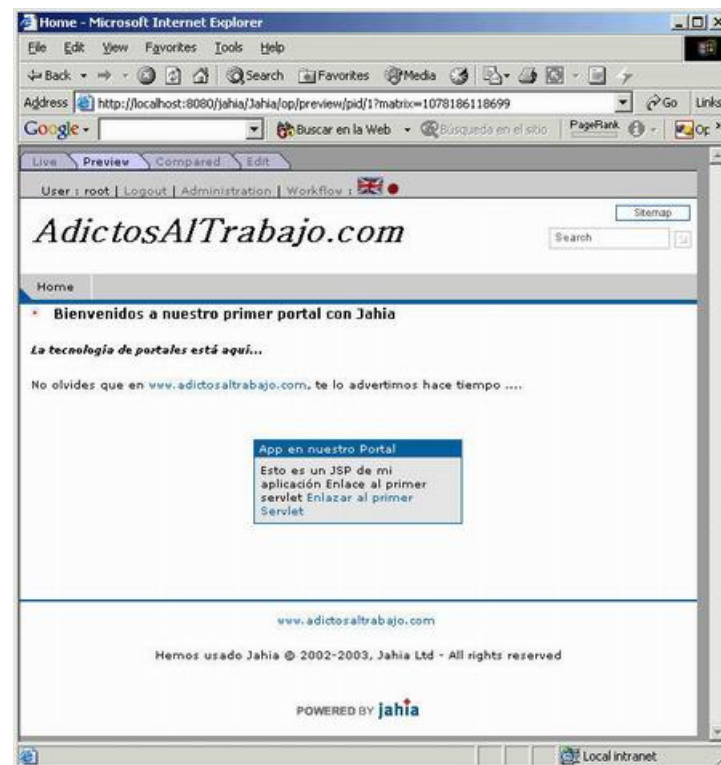 Home - Microsoft Internet Explorer
File Edit View Favorites Tools Help
Back Search Favorites Media
Address http://localhost:8080/jahia/Jahia/op/preview/pid/1?matrix=1078186118699 Go Links
Google Buscar en la Web Búsqueda en el sitio PageRank
Live Preview Compared Edit
User : root | Logout | Administration | Workflow :
Sitemap
AdictosAlTrabajo.com
Search
Home
Bienvenidos a nuestro primer portal con Jahia
La tecnología de portales está aquí...
No olvides que en www.adictosaltrabajo.com, te lo advertimos hace tiempo ....
App en nuestro Portal
Esto es un JSP de mi
aplicación Enlace al primer
servlet Enlazar al primer
Servlet
www.adictosaltrabajo.com
Hemos usado Jahia © 2002-2003, Jahia Ltd - All rights reserved
POWERED BY jahia
Local intranet